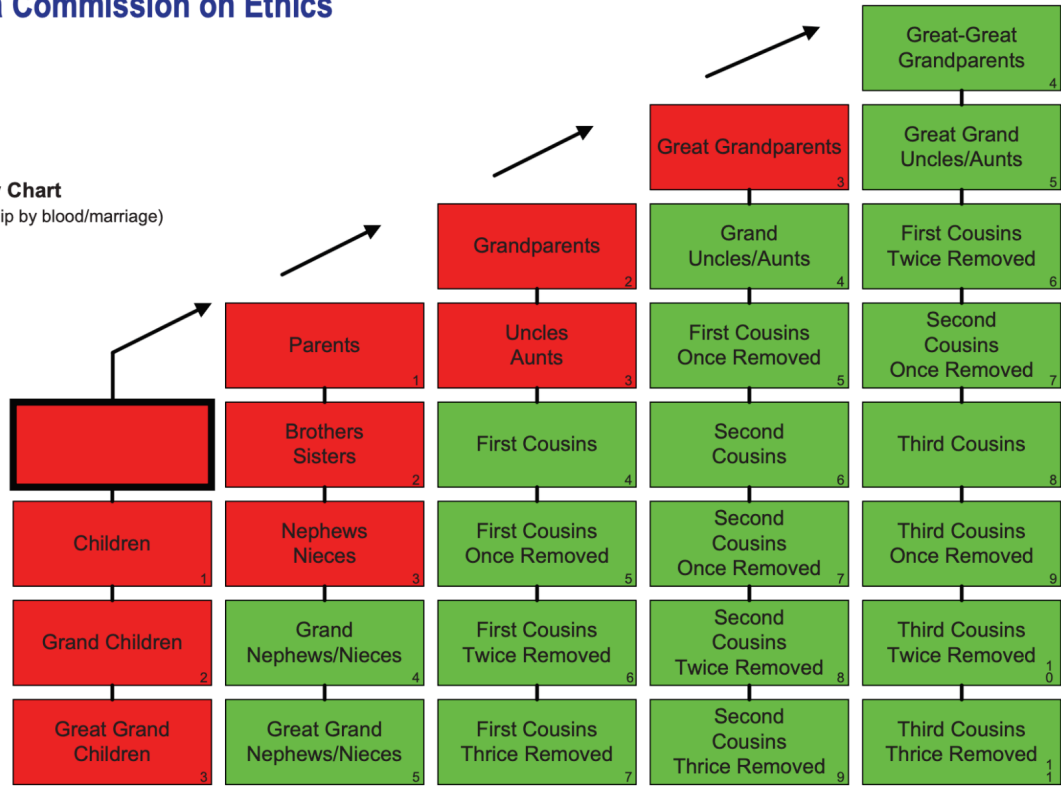 a Commission on Ethics
Chart
ip by blood/marriage)
Parents
1
Brothers
Sisters
2
Nephews
Nieces
3
Grand
Nephews/Nieces
4
Great Grand
Nephews/Nieces
5
Children
1
Grand Children
2
Great Grand
Children
3
Grandparents
2
Uncles
Aunts
3
First Cousins
4
First Cousins
Once Removed
5
First Cousins
Twice Removed
6
First Cousins
Thrice Removed
7
Great Grandparents
3
Grand
Uncles/Aunts
4
First Cousins
Once Removed
5
Second
Cousins
6
Second
Cousins
Once Removed
7
Second
Cousins
Twice Removed
8
Second
Cousins
Thrice Removed
9
Great-Great
Grandparents
4
Great Grand
Uncles/Aunts
5
First Cousins
Twice Removed
6
Second
Cousins
Once Removed
7
Third Cousins
8
Third Cousins
Once Removed
9
Third Cousins
Twice Removed
1
0
Third Cousins
Thrice Removed
1
1